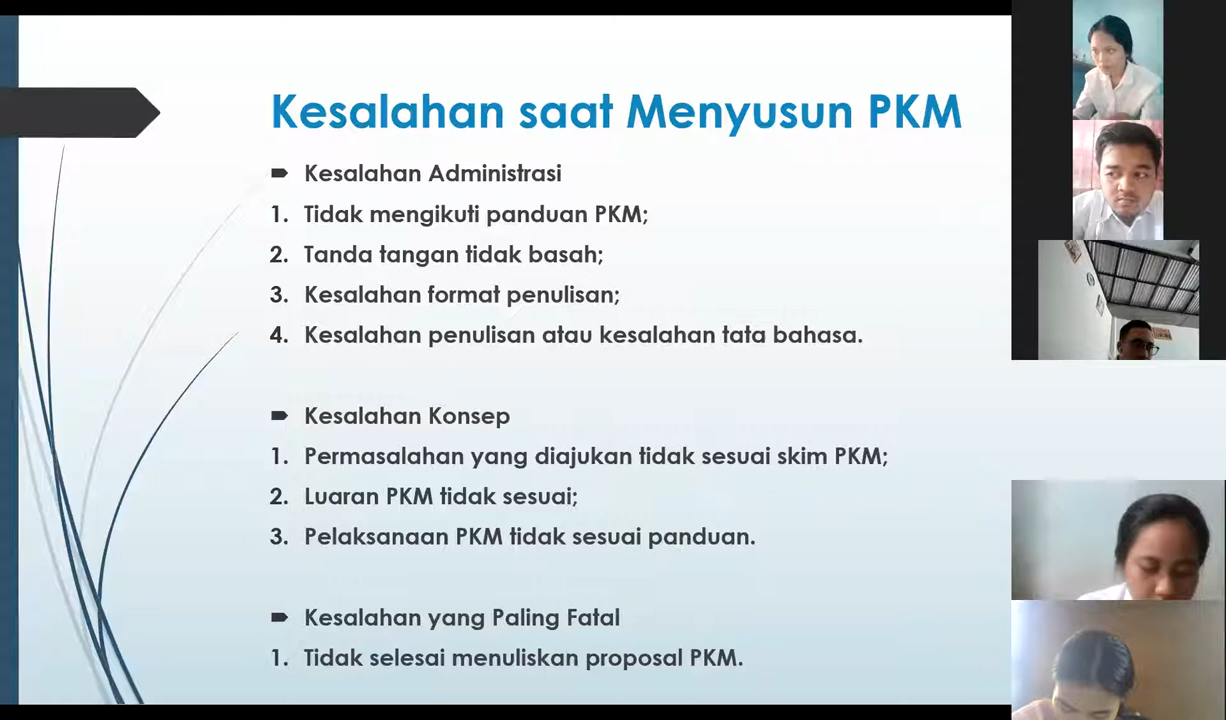 Kesalahan saat Menyusun PKM
Kesalahan Administrasi
1. Tidak mengikuti panduan PKM;
2. Tanda tangan tidak basah;
3. Kesalahan format penulisan;
4. Kesalahan penulisan atau kesalahan tata bahasa.
Kesalahan Konsep
1. Permasalahan yang diajukan tidak sesuai skim PKM;
2. Luaran PKM tidak sesuai;
3. Pelaksanaan PKM tidak sesuai panduan.
Kesalahan yang Paling Fatal
1. Tidak selesai menuliskan proposal PKM.